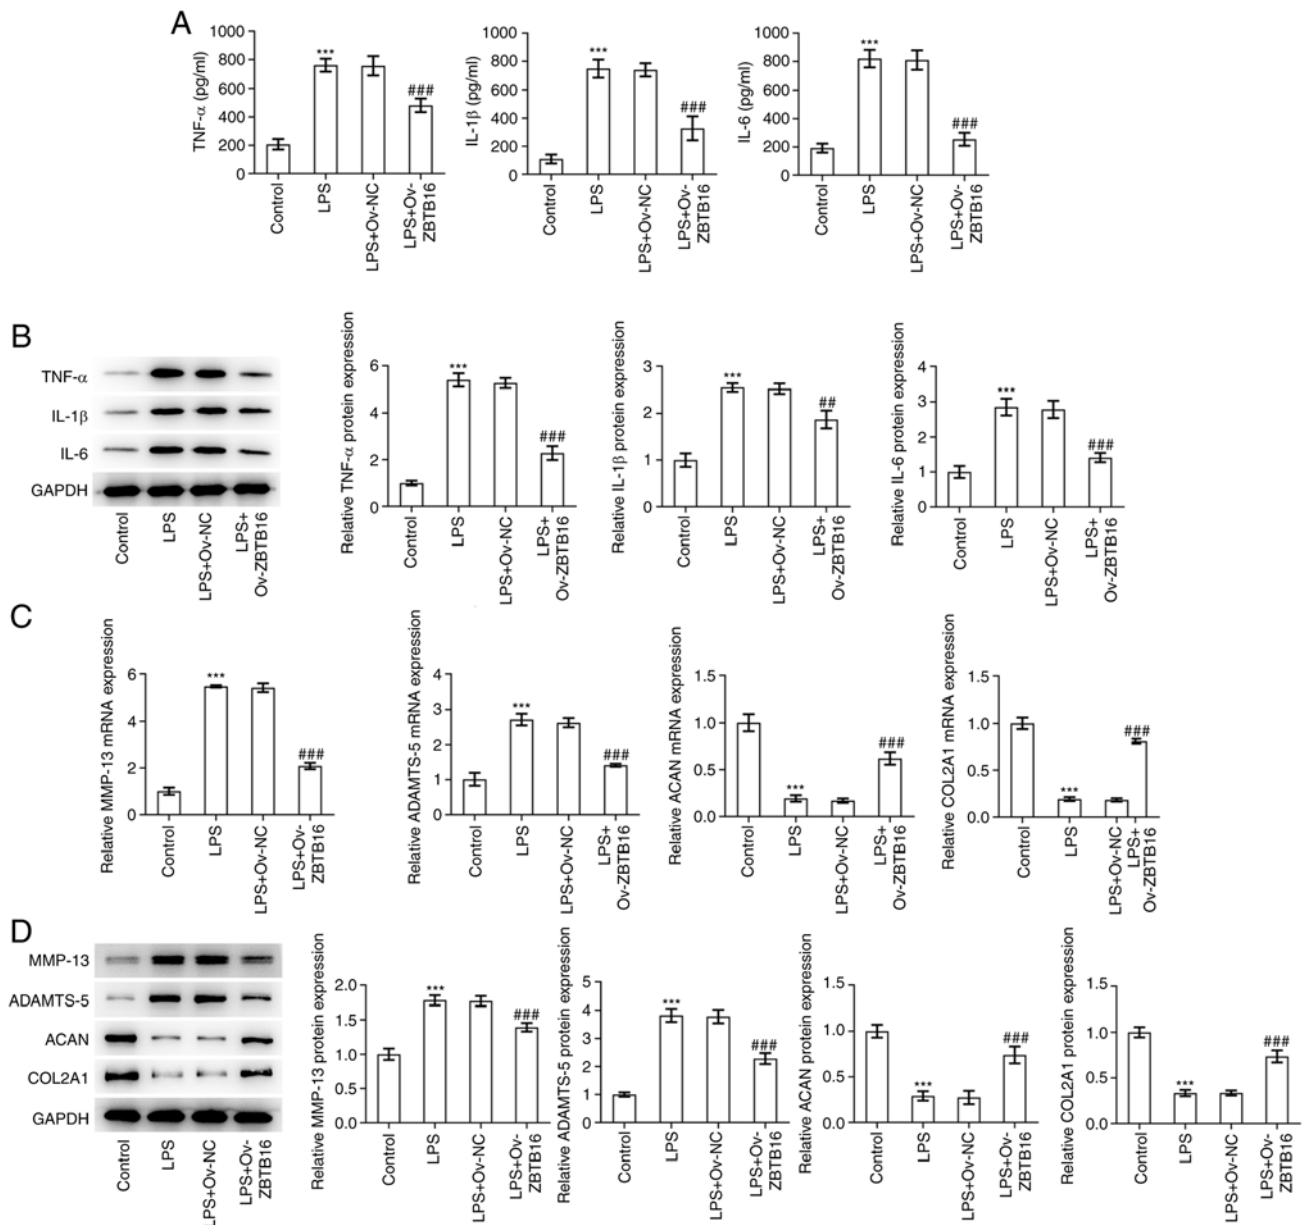 A
TNF-α (pg/ml)
1000
800
600
400
200
0
***
###
Control
LPS
LPS+Ov-NC
LPS+Ov-
ZBTB16
IL-1β (pg/ml)
1000
800
600
400
200
0
***
###
Control
LPS
LPS+Ov-NC
LPS+Ov-
ZBTB16
IL-6 (pg/ml)
1000
800
600
400
200
0
***
###
Control
LPS
LPS+Ov-NC
LPS+Ov-
ZBTB16
B
TNF-α
IL-1β
IL-6
GAPDH
Control
LPS
LPS+Ov-NC
LPS+
Ov-ZBTB16
Relative TNF-α protein expression
6
4
2
0
***
###
Control
LPS
LPS+Ov-NC
LPS+
Ov-ZBTB16
Relative IL-1β protein expression
3
2
1
0
***
##
Control
LPS
LPS+Ov-NC
LPS+
Ov-ZBTB16
Relative IL-6 protein expression
4
3
2
1
0
***
###
Control
LPS
LPS+Ov-NC
LPS+
Ov-ZBTB16
C
Relative MMP-13 mRNA expression
6
4
2
0
***
###
Control
LPS
LPS+Ov-NC
LPS+Ov-
ZBTB16
Relative ADAMTS-5 mRNA expression
4
3
2
1
0
***
###
Control
LPS
LPS+Ov-NC
LPS+
Ov-ZBTB16
Relative ACAN mRNA expression
1.5
1.0
0.5
0.0
***
###
Control
LPS
LPS+Ov-NC
LPS+
Ov-ZBTB16
Relative COL2A1 mRNA expression
1.5
1.0
0.5
0.0
***
###
Control
LPS
LPS+Ov-NC
LPS+
Ov-ZBTB16
D
MMP-13
ADAMTS-5
ACAN
COL2A1
GAPDH
Control
LPS
LPS+Ov-NC
LPS+Ov-
ZBTB16
Relative MMP-13 protein expression
2.0
1.5
1.0
0.5
0.0
***
###
Control
LPS
LPS+Ov-NC
LPS+Ov-
ZBTB16
Relative ADAMTS-5 protein expression
5
4
3
2
1
0
***
###
Control
LPS
LPS+Ov-NC
LPS+Ov-
ZBTB16
Relative ACAN protein expression
1.5
1.0
0.5
0.0
***
###
Control
LPS
LPS+Ov-NC
LPS+Ov-
ZBTB16
Relative COL2A1 protein expression
1.5
1.0
0.5
0.0
***
###
Control
LPS
LPS+Ov-NC
LPS+Ov-
ZBTB16